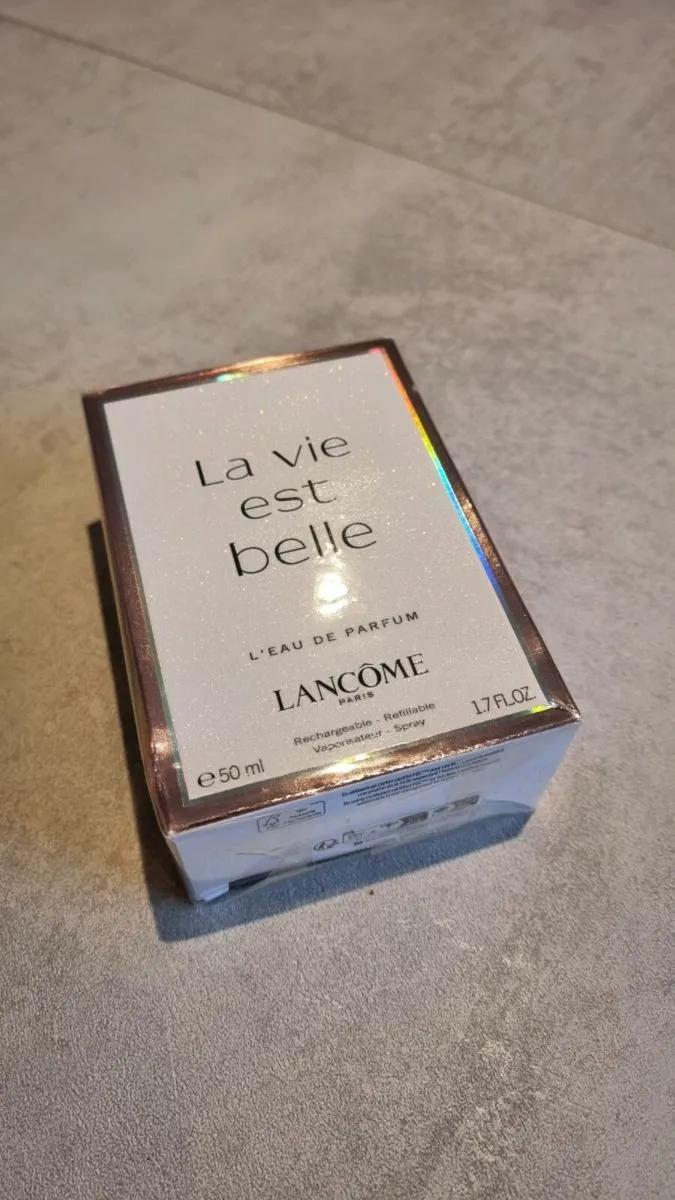 La vie
est
belle
L'EAU DE PARFUM
LANCÔME
PARIS
Rechargeable - Refillable
Vaporisateur - Spray
℮50 ml
1.7 FL.OZ.